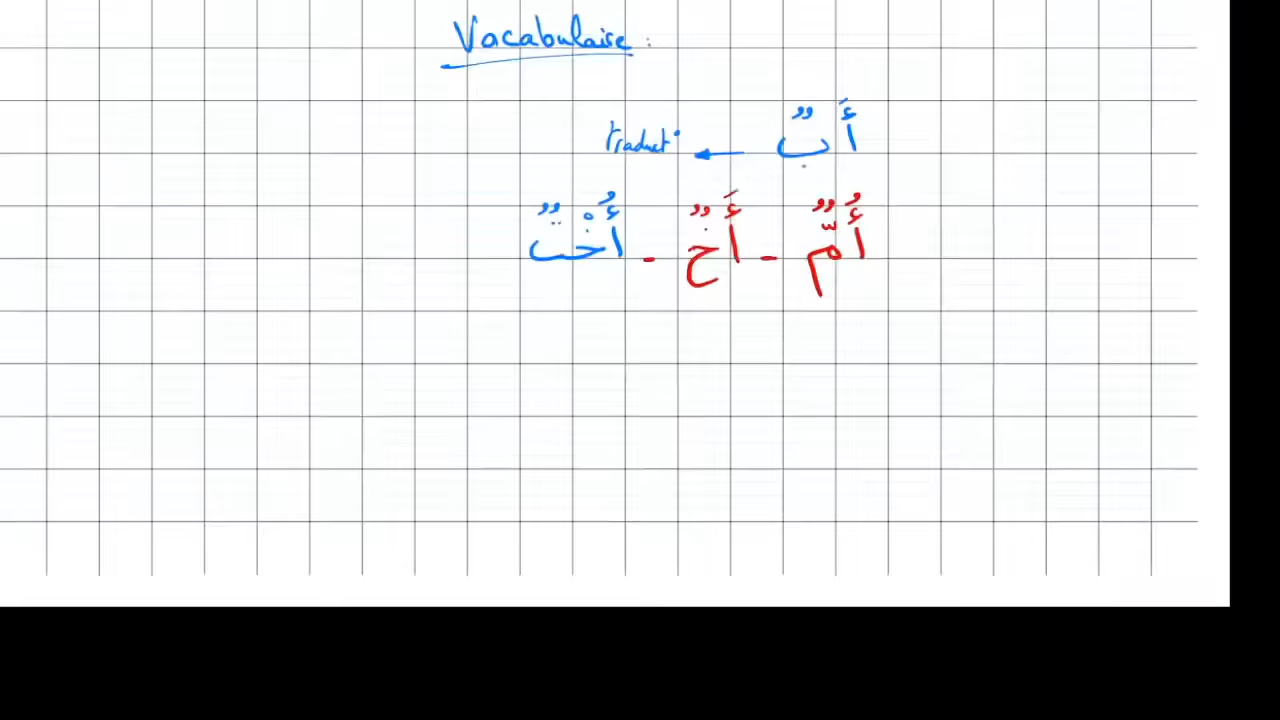 Vocabulaire :
أَبٌ ← traduct°
أُمٌّ - أَخٌ - أُخْتٌ